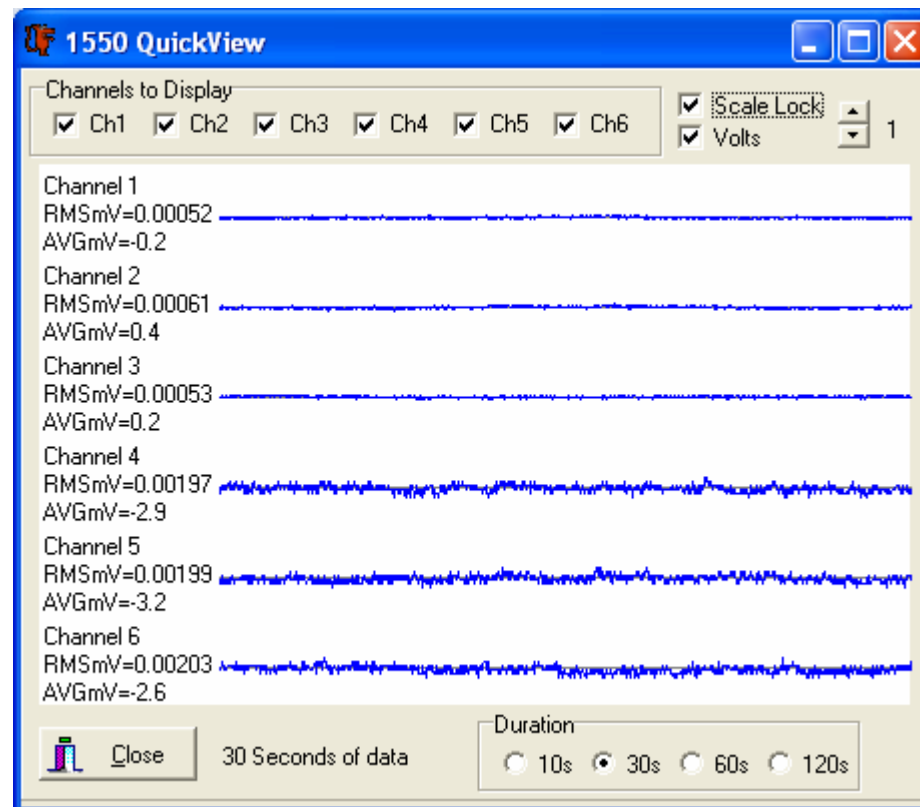 1550 QuickView
Channels to Display
Ch1 Ch2 Ch3 Ch4 Ch5 Ch6
Scale Lock
Volts
1
Channel 1
RMSmV=0.00052
AVGmV=-0.2
Channel 2
RMSmV=0.00061
AVGmV=0.4
Channel 3
RMSmV=0.00053
AVGmV=0.2
Channel 4
RMSmV=0.00197
AVGmV=-2.9
Channel 5
RMSmV=0.00199
AVGmV=-3.2
Channel 6
RMSmV=0.00203
AVGmV=-2.6
Close
30 Seconds of data
Duration
10s 30s 60s 120s